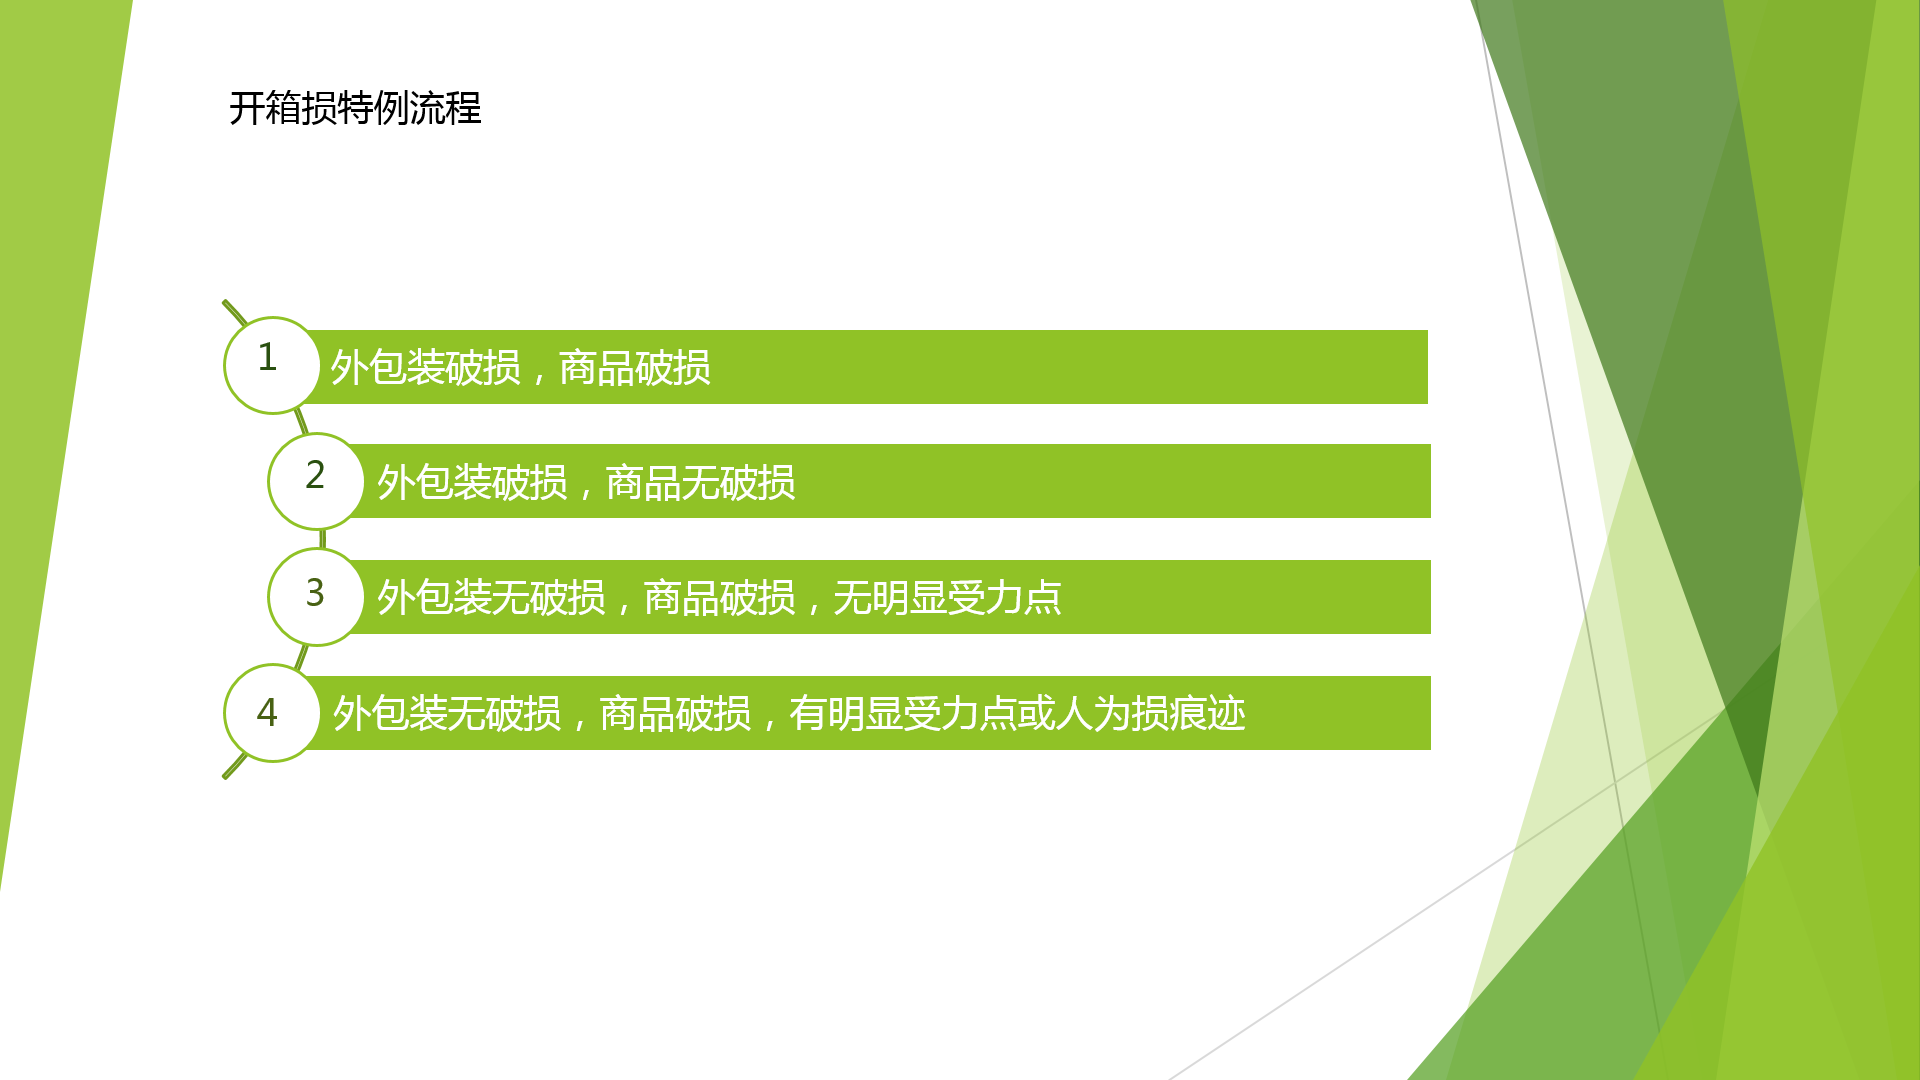 开箱损特例流程
1 外包装破损，商品破损
2 外包装破损，商品无破损
3 外包装无破损，商品破损，无明显受力点
4 外包装无破损，商品破损，有明显受力点或人为损痕迹